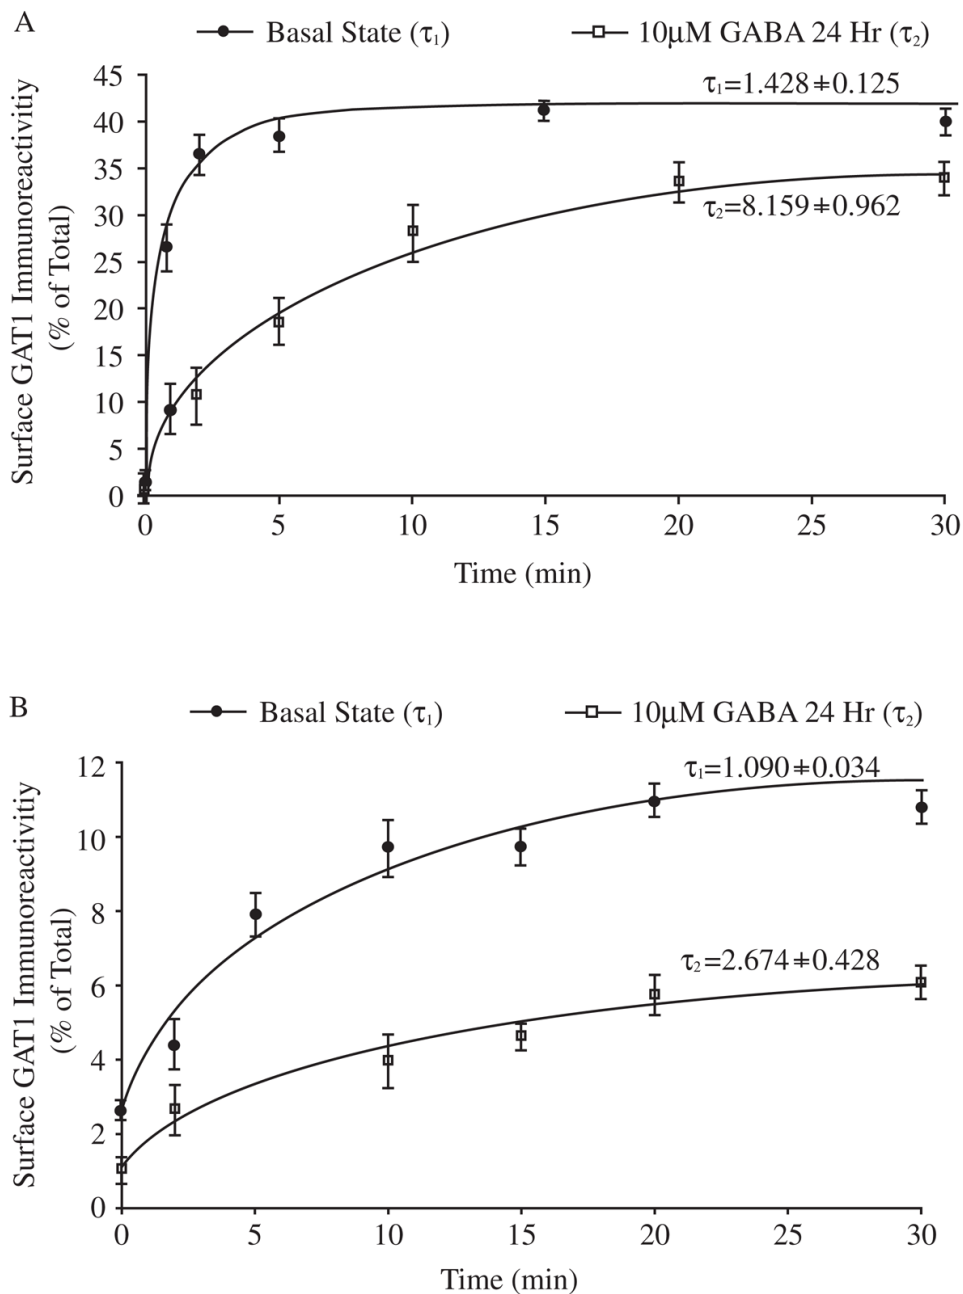 A
Basal State (τ₁) 10μM GABA 24 Hr (τ₂)
Surface GAT1 Immunoreactivitiy
(% of Total)
45
40
35
30
25
20
15
10
5
0
τ₁=1.428±0.125
τ₂=8.159±0.962
0 5 10 15 20 25 30
Time (min)
B
Basal State (τ₁) 10μM GABA 24 Hr (τ₂)
Surface GAT1 Immunoreactivitiy
(% of Total)
12
10
8
6
4
2
0
τ₁=1.090±0.034
τ₂=2.674±0.428
0 5 10 15 20 25 30
Time (min)